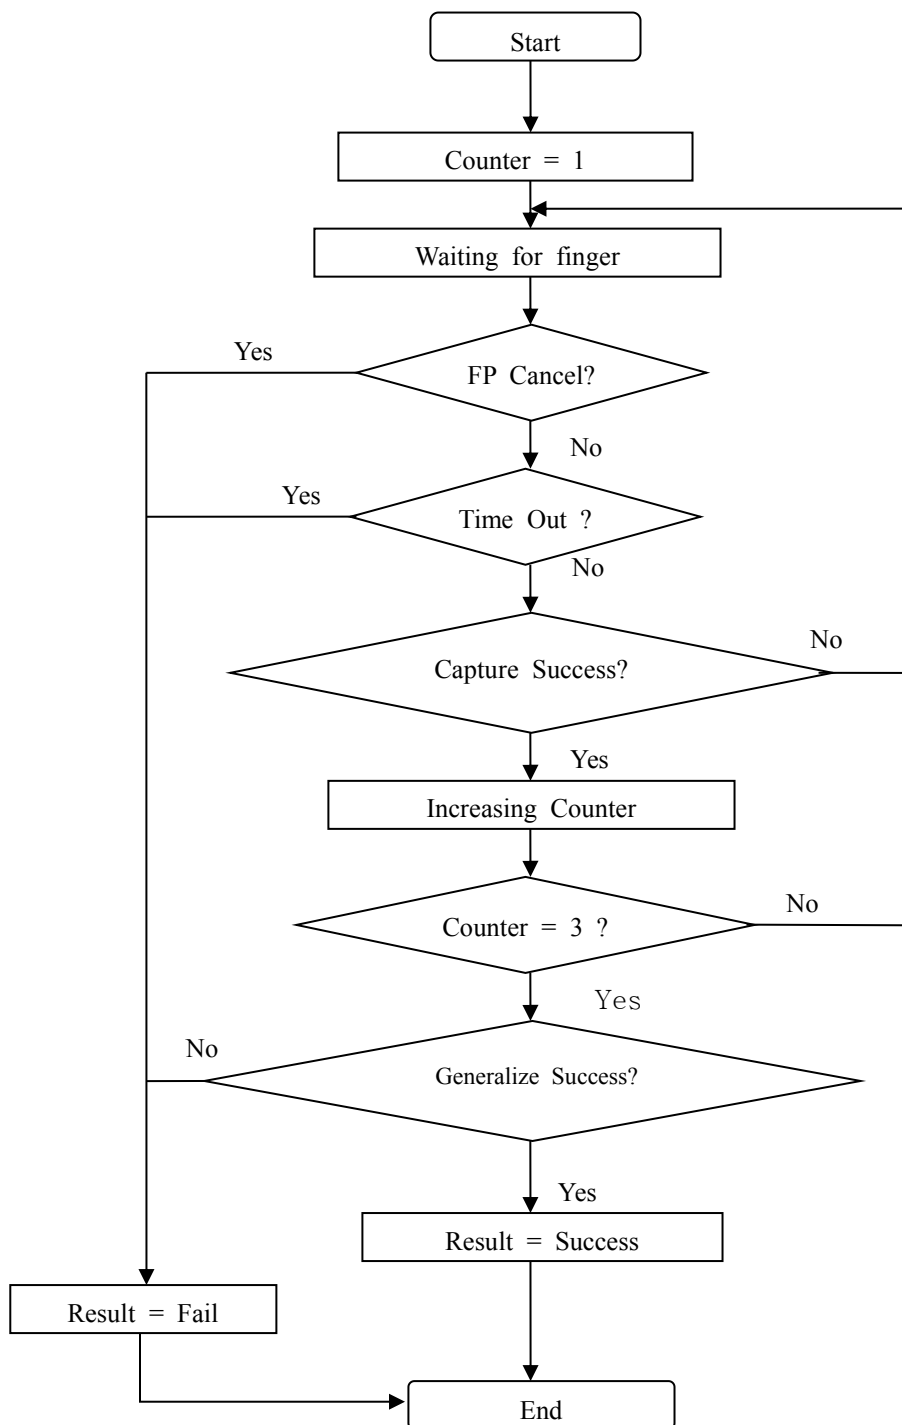 Start
Counter = 1
Waiting for finger
Yes
FP Cancel?
No
Yes
Time Out ?
No
No
Capture Success?
Yes
Increasing Counter
No
Counter = 3 ?
Yes
No
Generalize Success?
Yes
Result = Success
Result = Fail
End